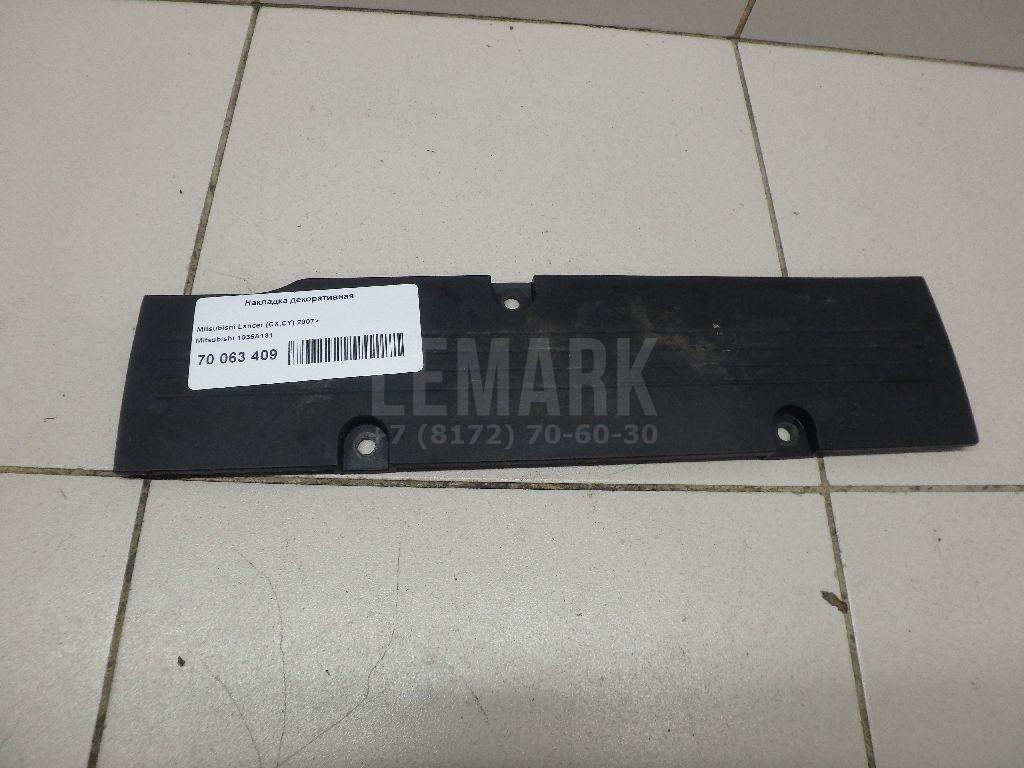 Накладка декоративная
Mitsubishi Lancer (CX,CY) 2007>
Mitsubishi 1035A131
70 063 409
LEMARK
+7 (8172) 70-60-30